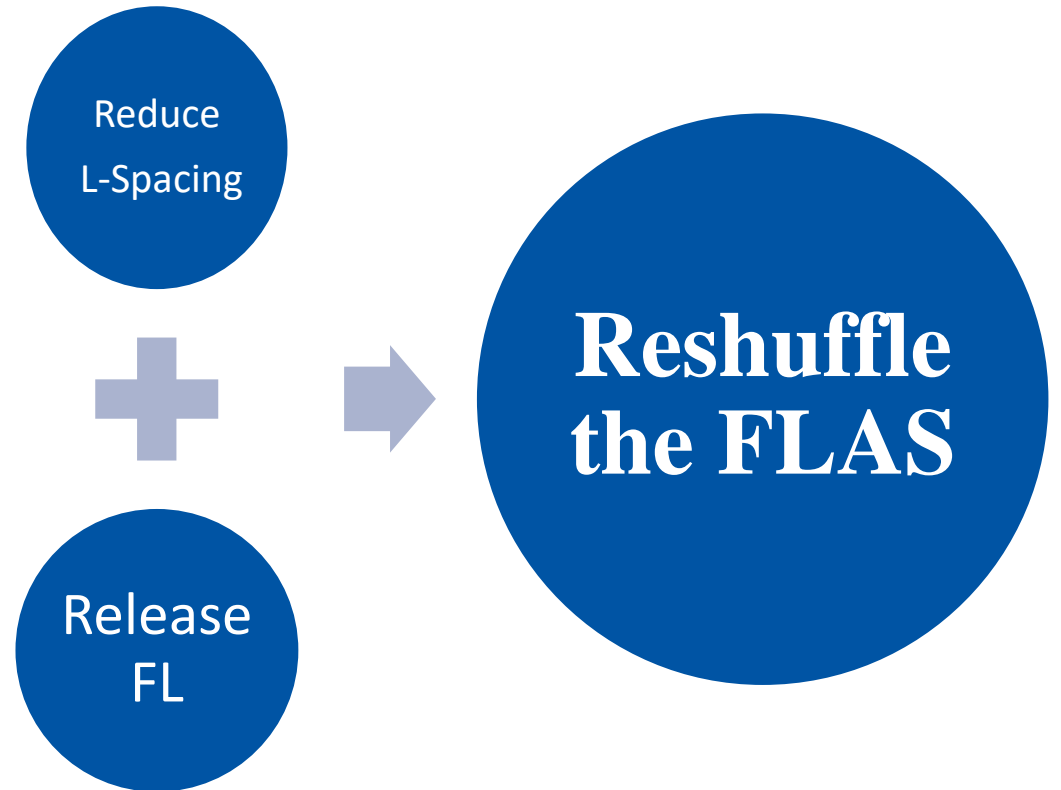 Reduce
L-Spacing
Release
FL
Reshuffle
the FLAS